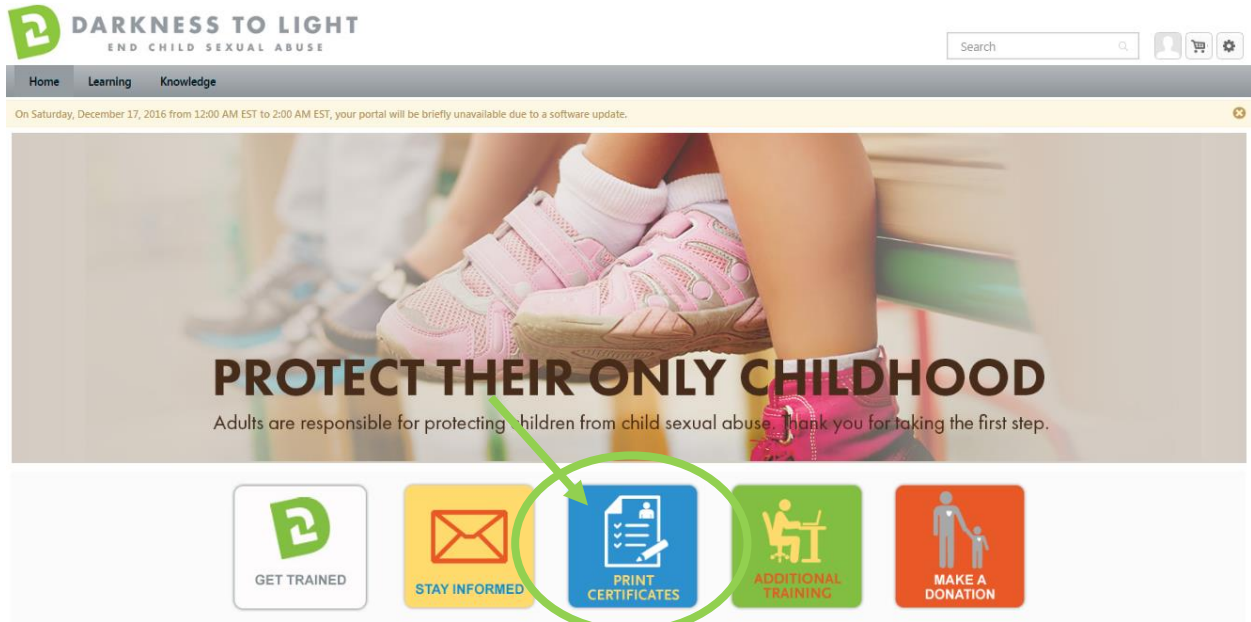 DARKNESS TO LIGHT
END CHILD SEXUAL ABUSE
Search
Home Learning Knowledge
On Saturday, December 17, 2016 from 12:00 AM EST to 2:00 AM EST, your portal will be briefly unavailable due to a software update.
PROTECT THEIR ONLY CHILDHOOD
Adults are responsible for protecting children from child sexual abuse. Thank you for taking the first step.
GET TRAINED
STAY INFORMED
PRINT
CERTIFICATES
ADDITIONAL
TRAINING
MAKE A
DONATION